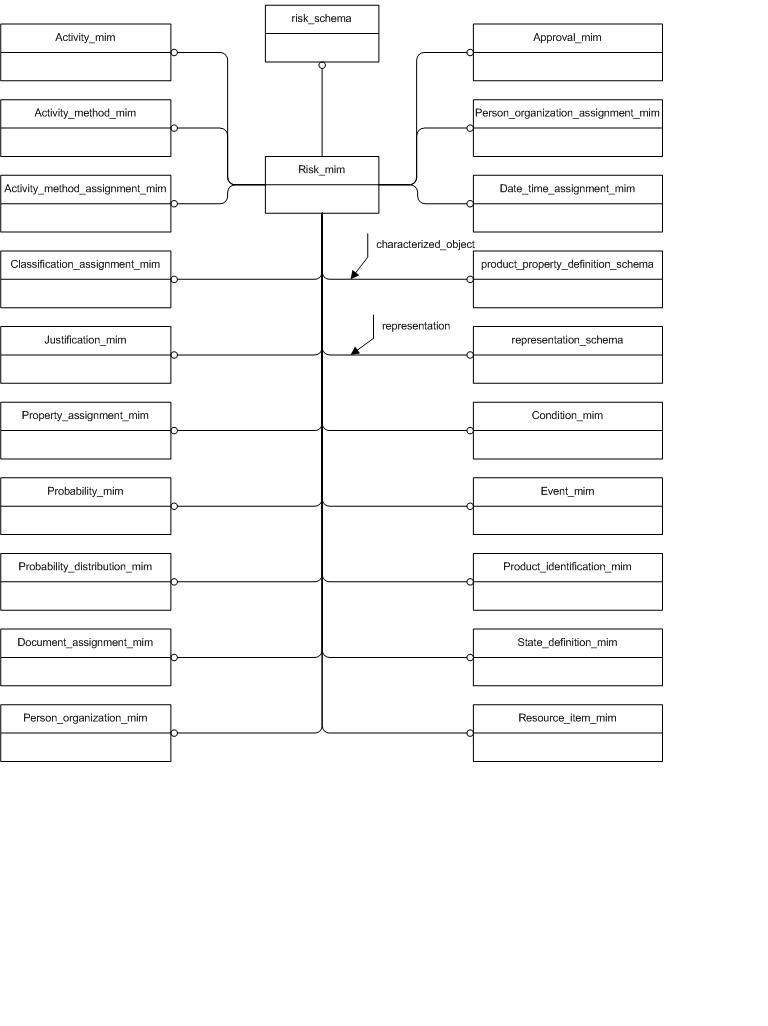 risk_schema
Activity_mim
Approval_mim
Activity_method_mim
Person_organization_assignment_mim
Risk_mim
Activity_method_assignment_mim
Date_time_assignment_mim
characterized_object
Classification_assignment_mim
product_property_definition_schema
representation
Justification_mim
representation_schema
Property_assignment_mim
Condition_mim
Probability_mim
Event_mim
Probability_distribution_mim
Product_identification_mim
Document_assignment_mim
State_definition_mim
Person_organization_mim
Resource_item_mim